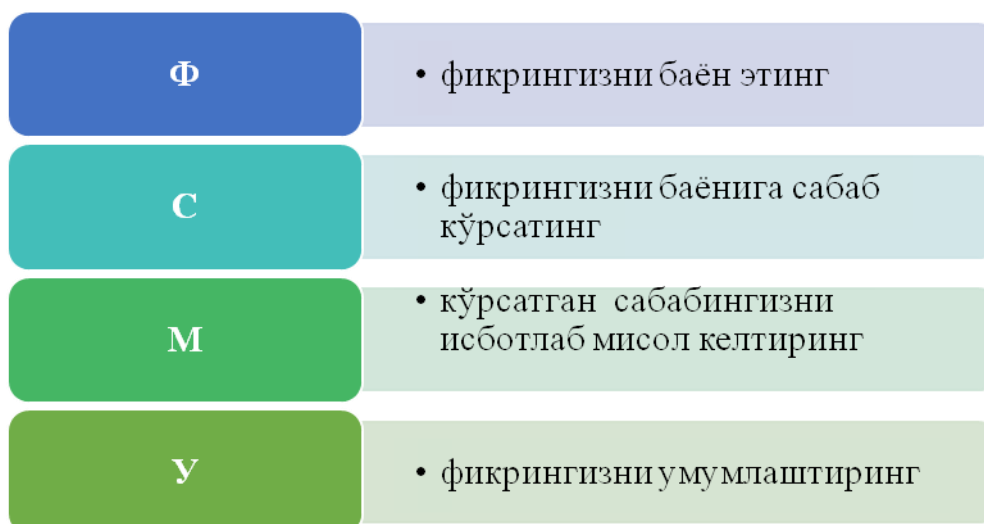 Ф
• фикрингизни баён этинг
С
• фикрингизни баёнига сабаб
кўрсатинг
М
• кўрсатган сабабингизни
исботлаб мисол келтиринг
У
• фикрингизни умумлаштиринг